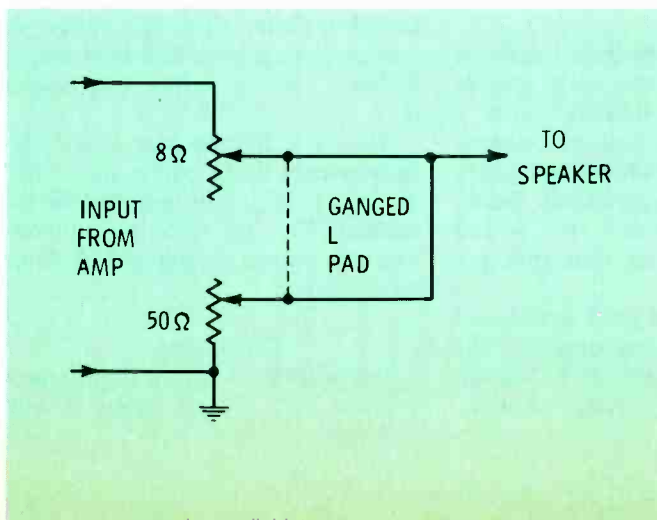 8Ω
TO
SPEAKER
INPUT
FROM
AMP
GANGED
L
PAD
50Ω